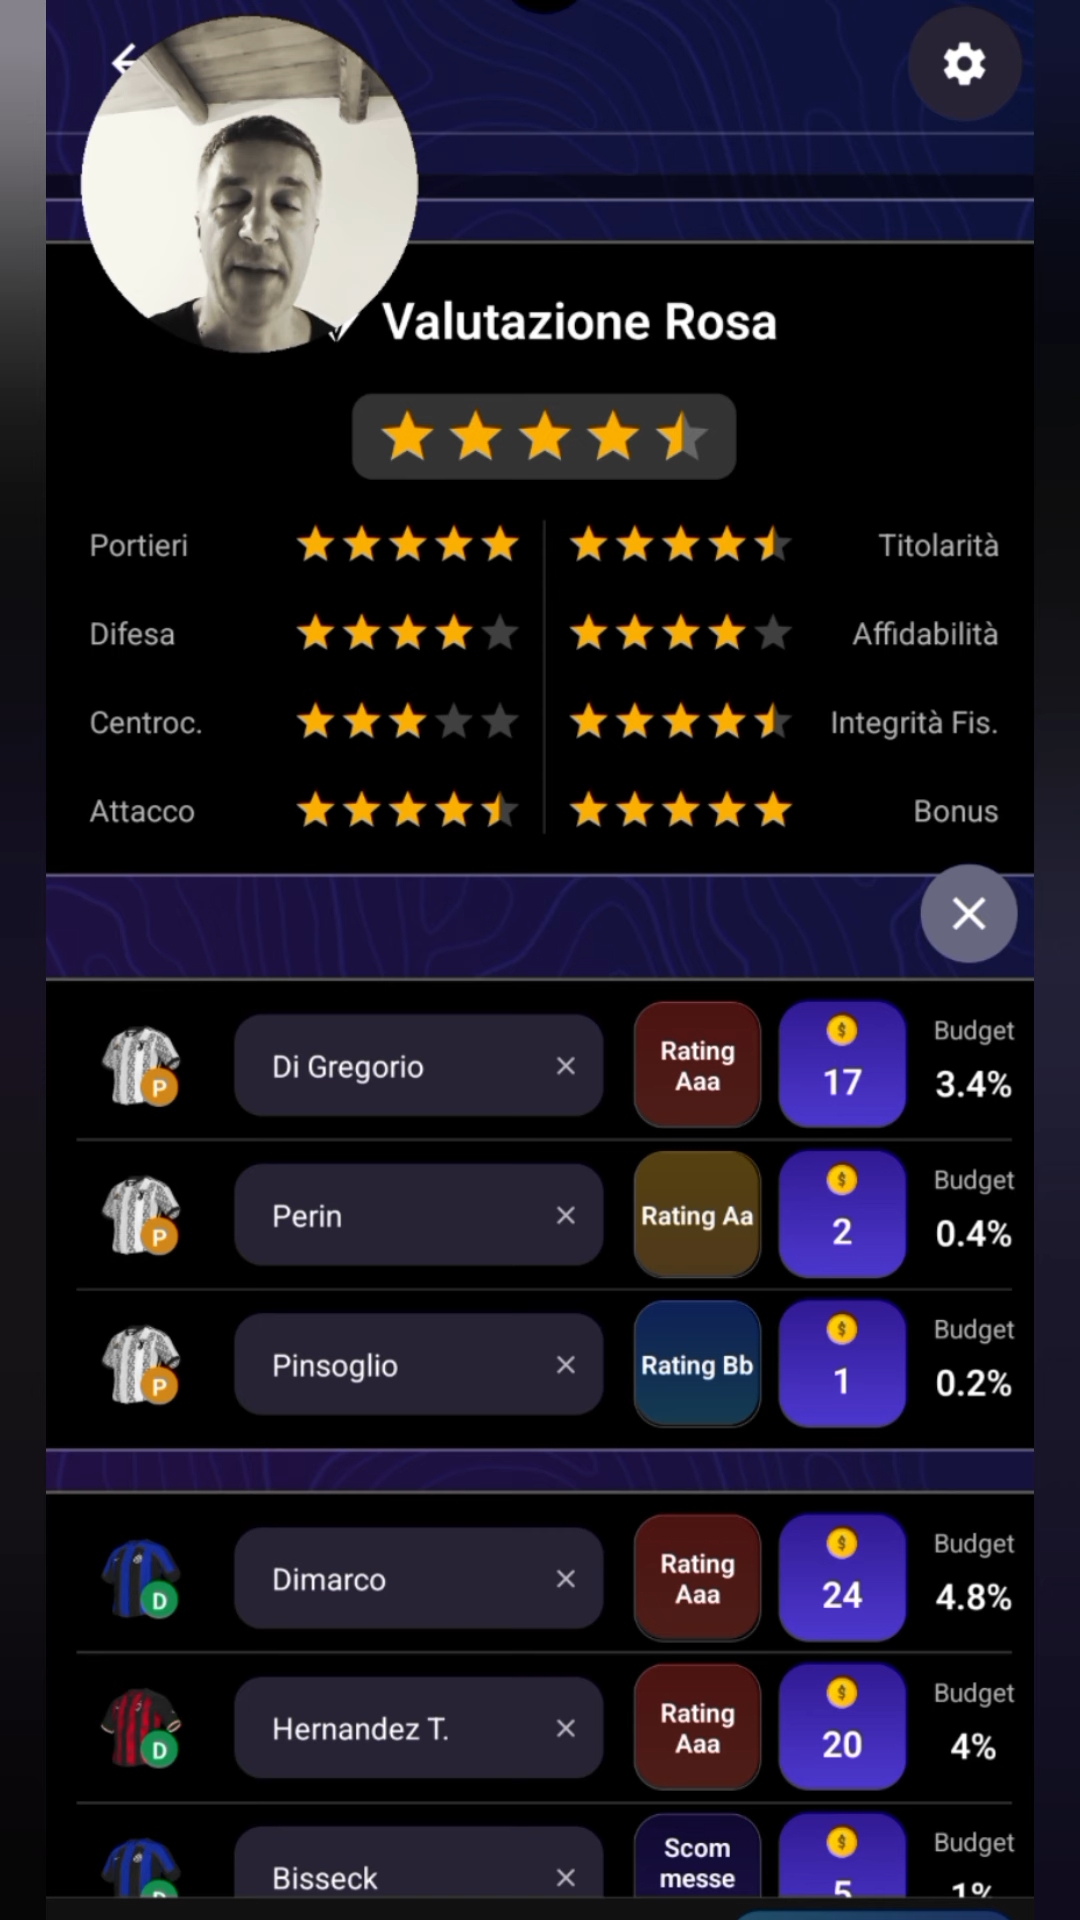 Valutazione Rosa
Portieri
Titolarità
Difesa
Affidabilità
Centroc.
Integrità Fis.
Attacco
Bonus
P
Di Gregorio
Rating
Aaa
$
17
Budget
3.4%
P
Perin
Rating Aa
$
2
Budget
0.4%
P
Pinsoglio
Rating Bb
$
1
Budget
0.2%
D
Dimarco
Rating
Aaa
$
24
Budget
4.8%
D
Hernandez T.
Rating
Aaa
$
20
Budget
4%
D
Bisseck
Scom
messe
$
5
Budget
1%